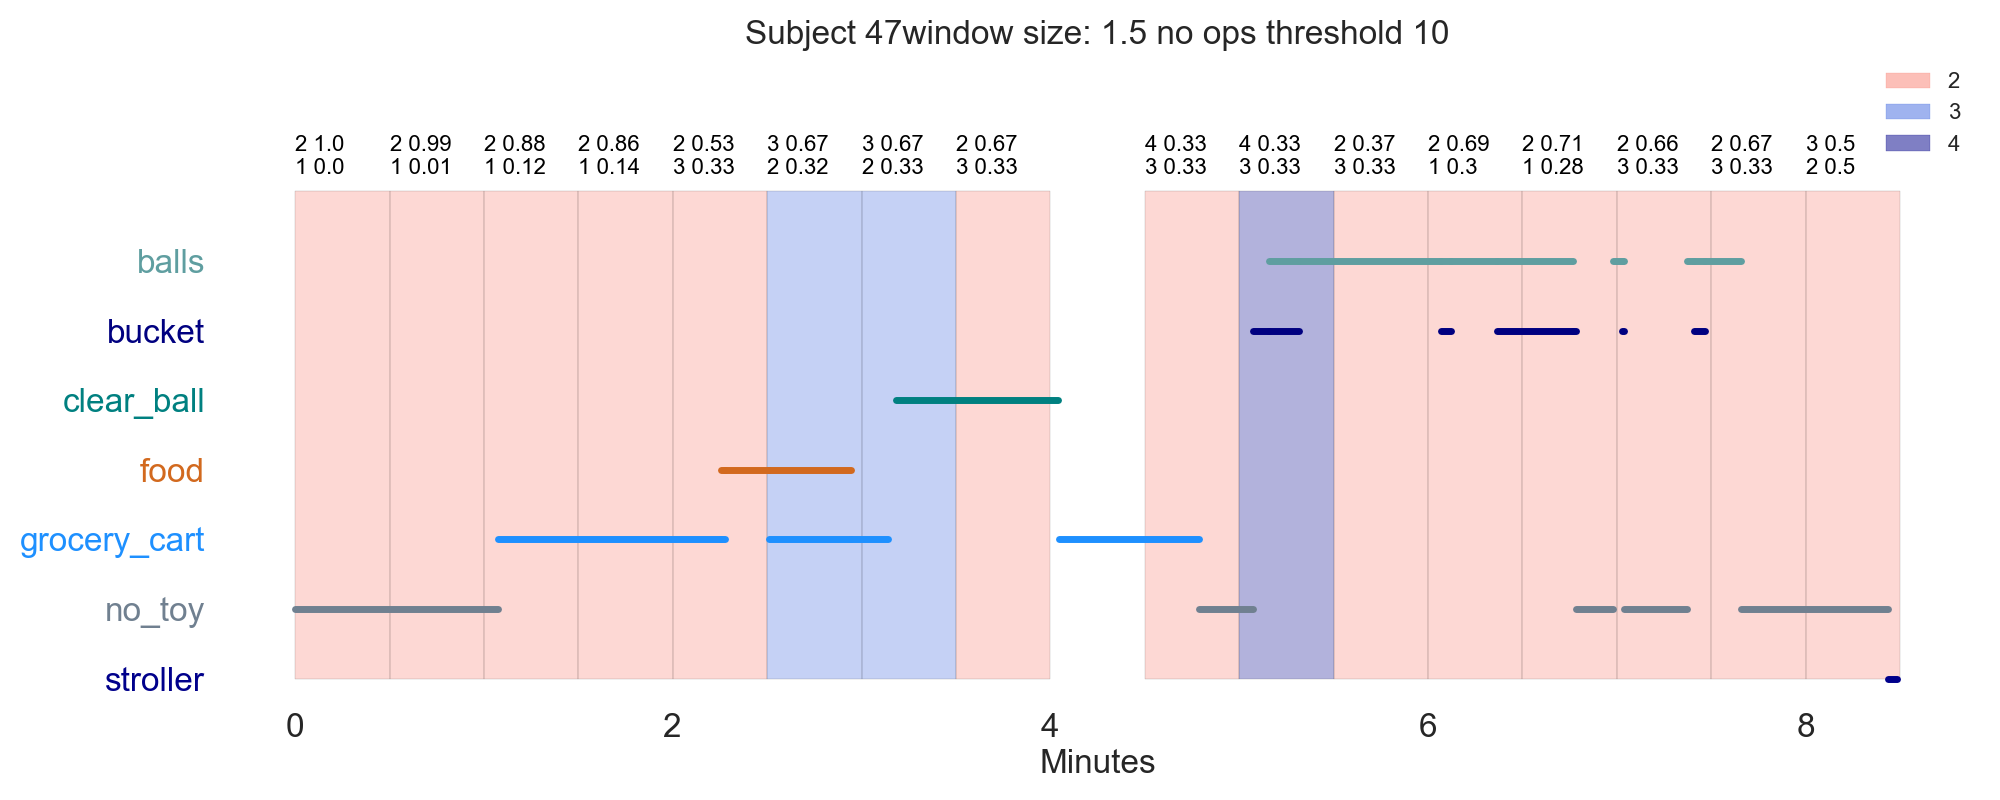 Subject 47window size: 1.5 no ops threshold 10
2
3
4
2 1.0 2 0.99 2 0.88 2 0.86 2 0.53 3 0.67 3 0.67 2 0.67 4 0.33 4 0.33 2 0.37 2 0.69 2 0.71 2 0.66 2 0.67 3 0.5
1 0.0 1 0.01 1 0.12 1 0.14 3 0.33 2 0.32 2 0.33 3 0.33 3 0.33 3 0.33 3 0.33 1 0.3 1 0.28 3 0.33 3 0.33 2 0.5
balls
bucket
clear_ball
food
grocery_cart
no_toy
stroller
0 2 4 6 8
Minutes